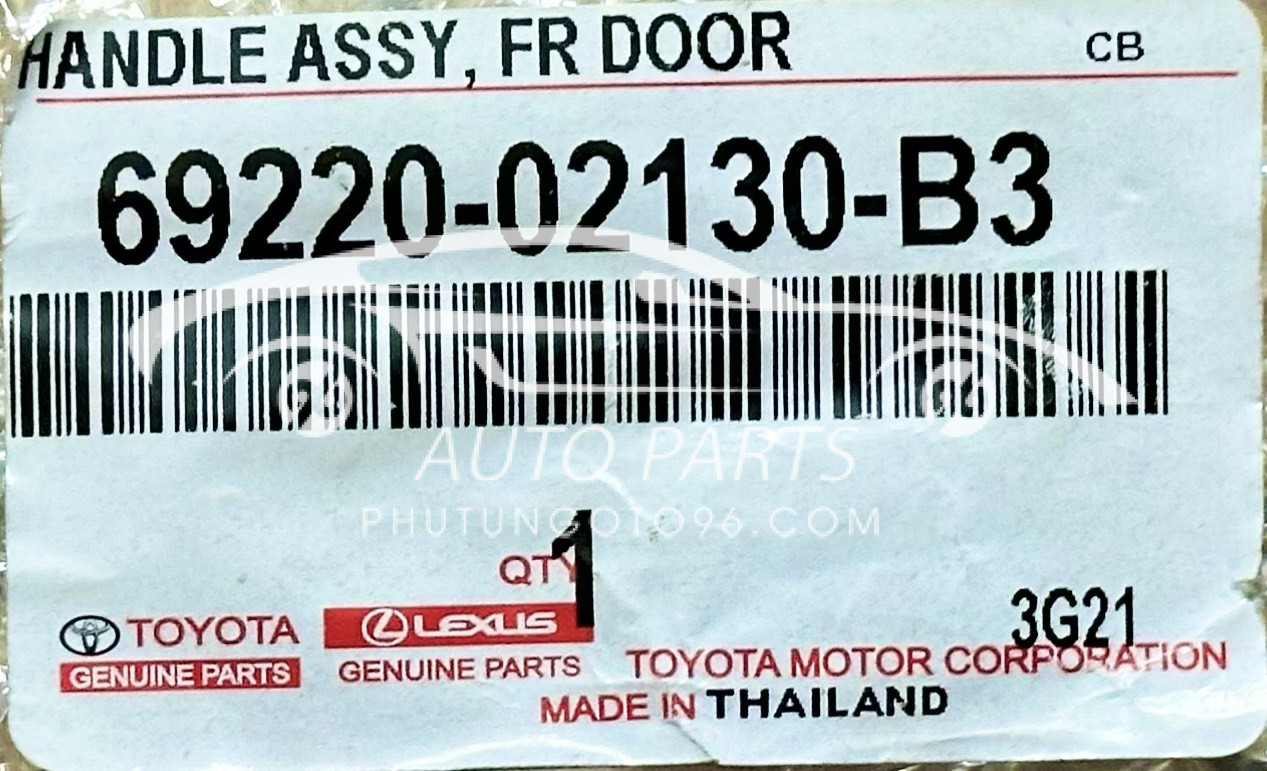 HANDLE ASSY, FR DOOR CB
69220-02130-B3
AUTO PARTS
PHUTUNGOTO96.COM
QTY 1
3G21
TOYOTA LEXUS
GENUINE PARTS GENUINE PARTS TOYOTA MOTOR CORPORATION
MADE IN THAILAND